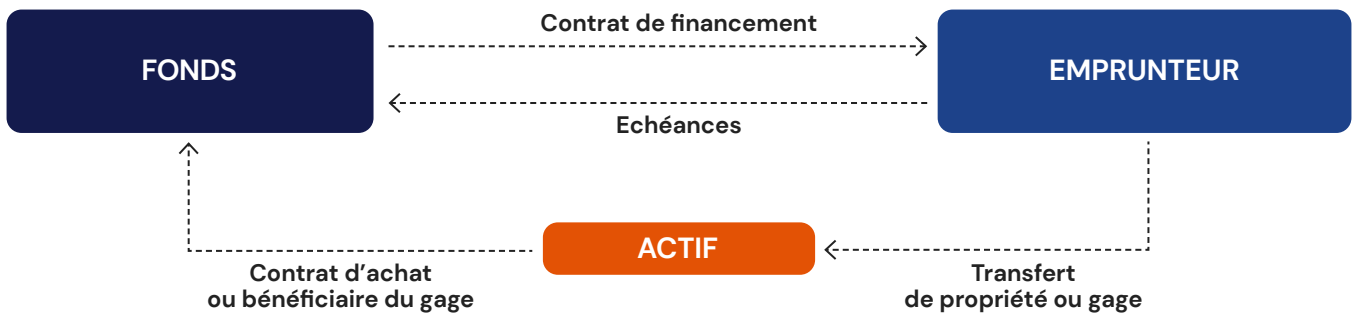 Contrat de financement
FONDS
EMPRUNTEUR
Echéances
ACTIF
Contrat d’achat
ou bénéficiaire du gage
Transfert
de propriété ou gage